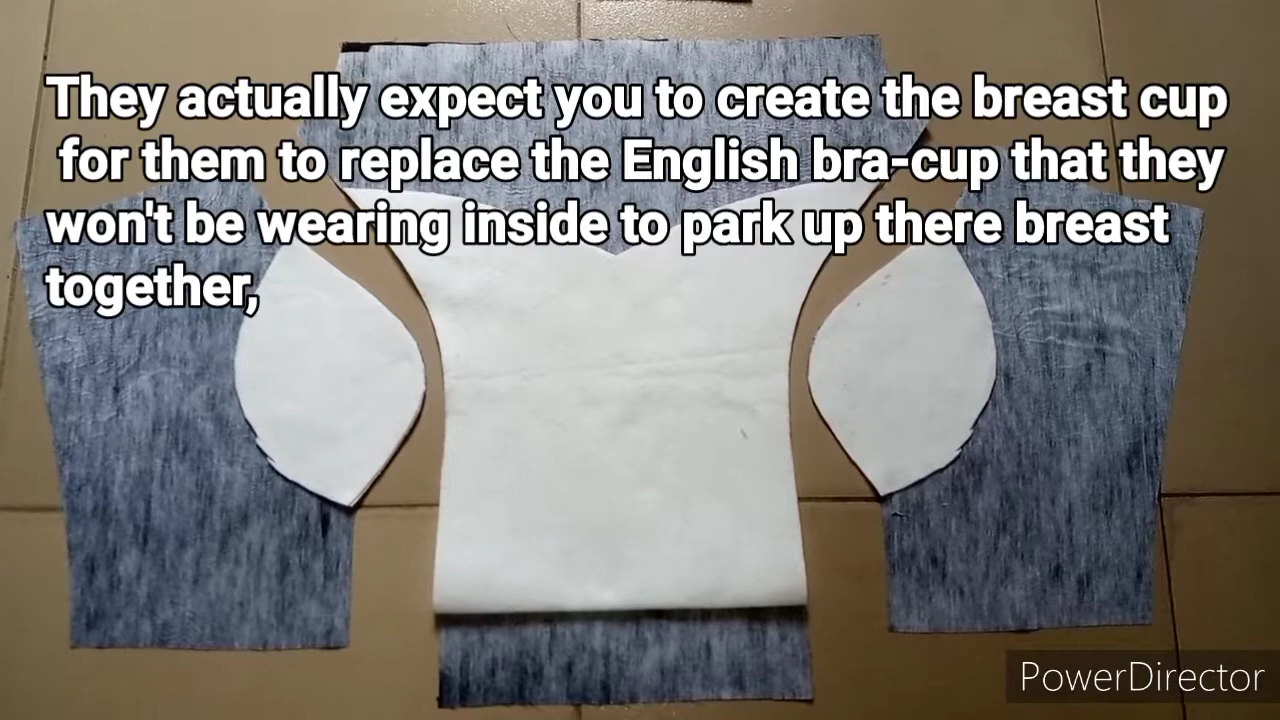 They actually expect you to create the breast cup
for them to replace the English bra-cup that they
won't be wearing inside to park up there breast
together,
PowerDirector